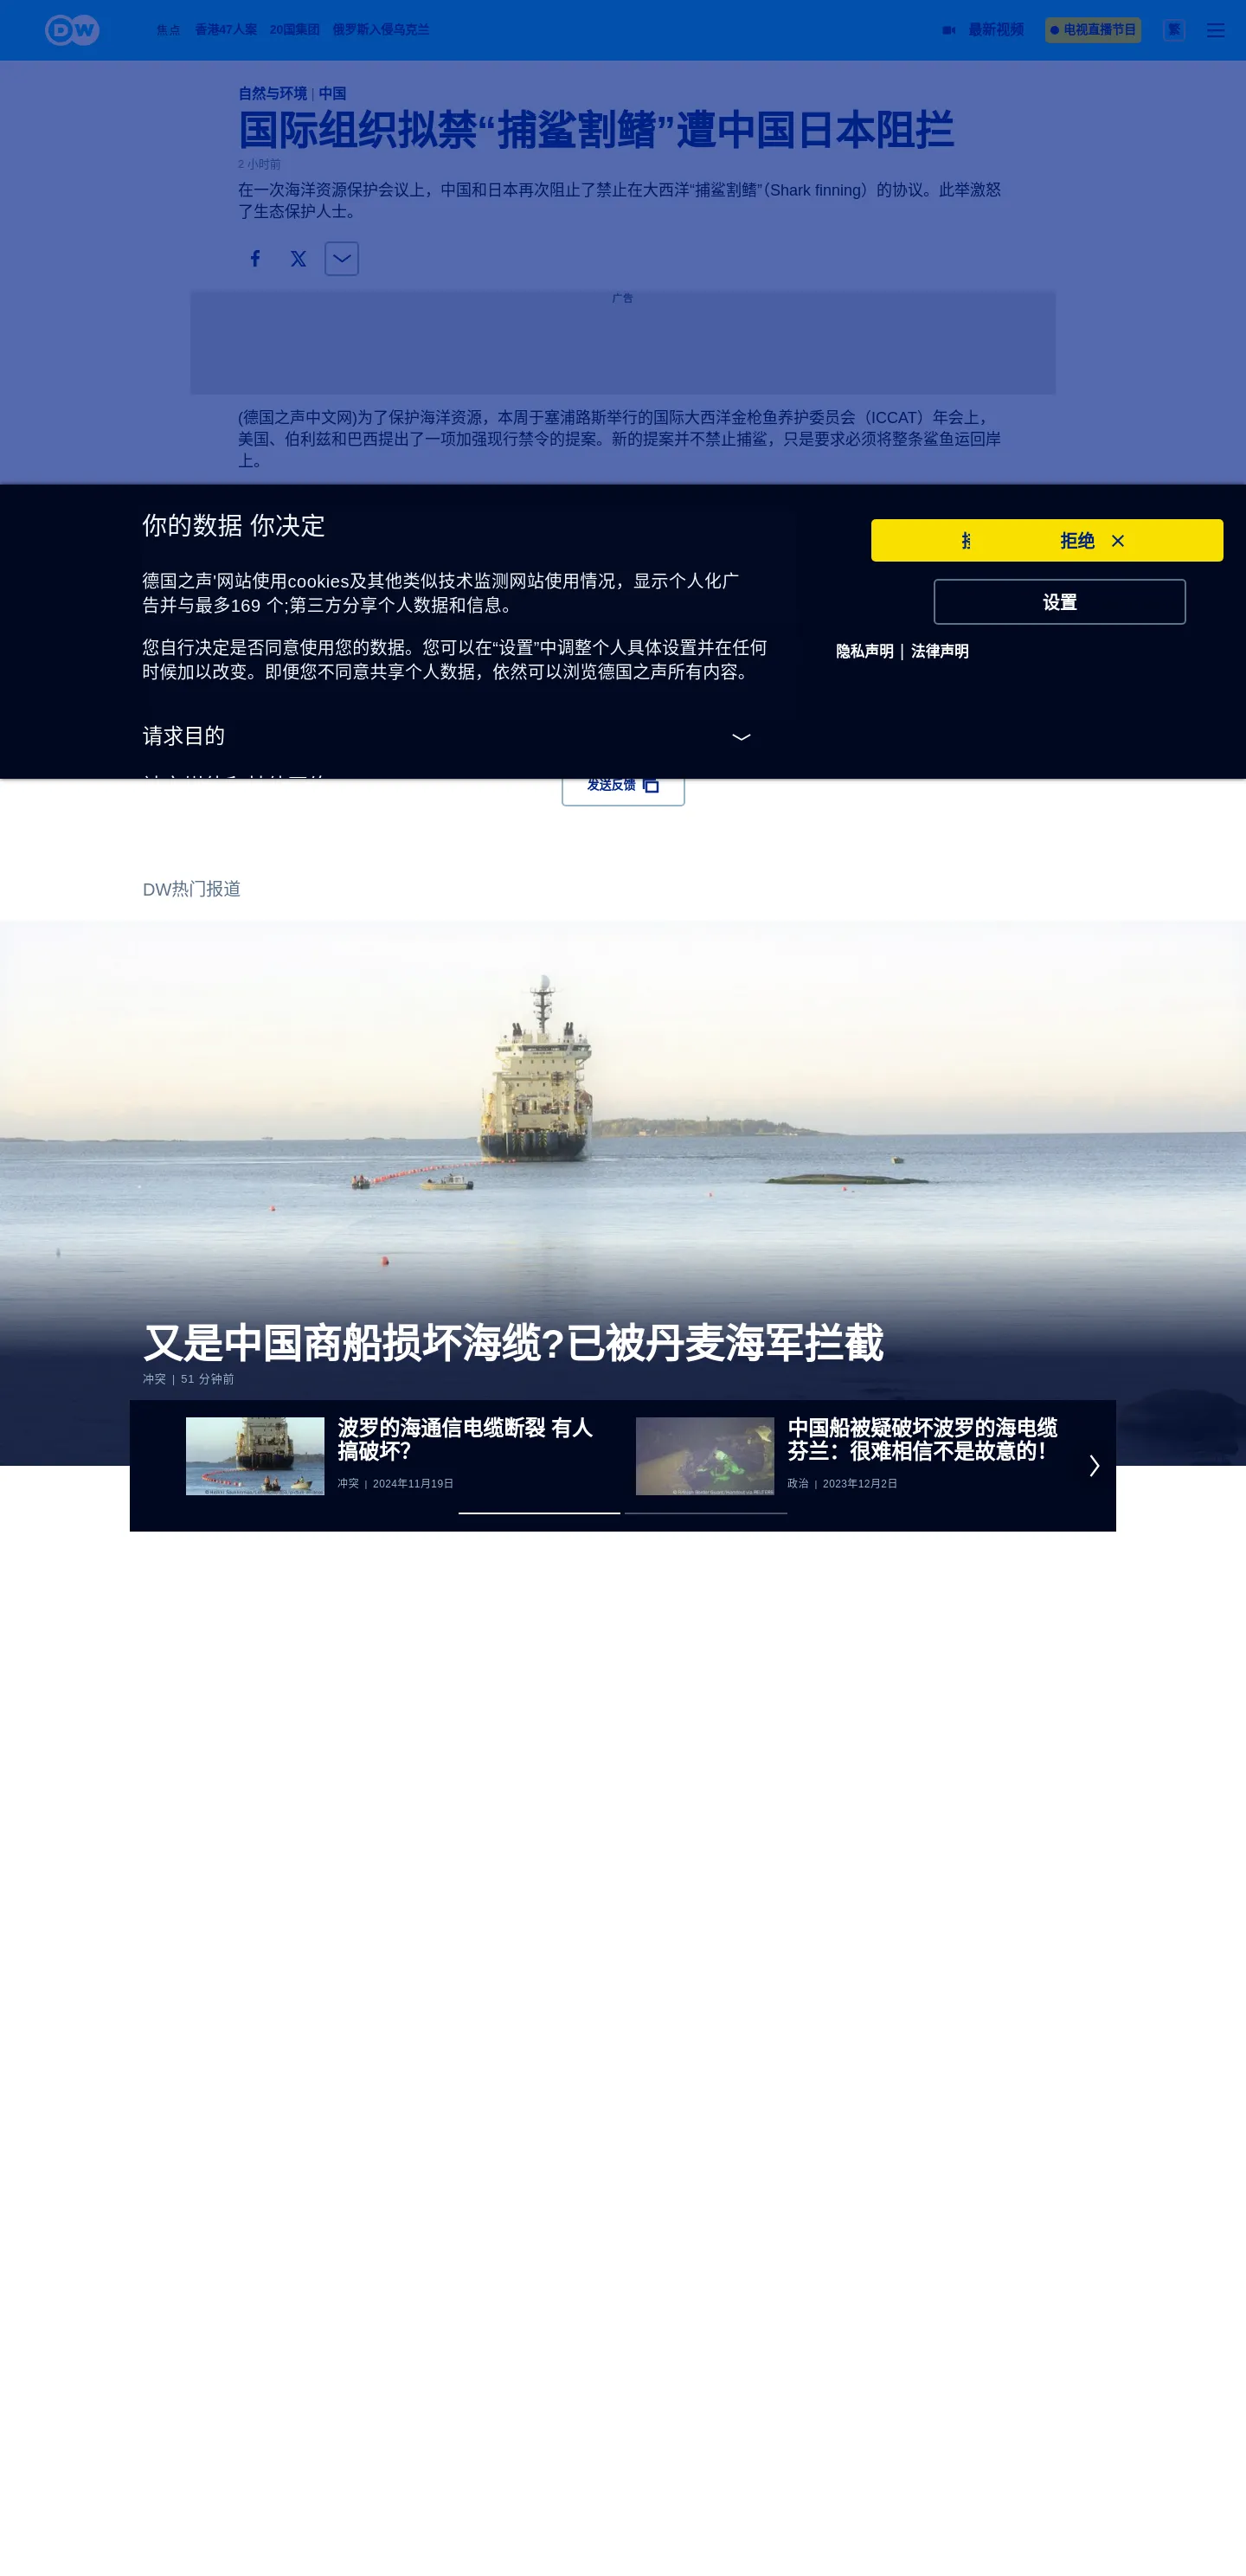 DW
焦点 香港47人案 20国集团 俄罗斯入侵乌克兰
最新视频 电视直播节目 繁
自然与环境 | 中国
国际组织拟禁“捕鲨割鳍”遭中国日本阻拦
2 小时前
在一次海洋资源保护会议上，中国和日本再次阻止了禁止在大西洋“捕鲨割鳍”（Shark finning）的协议。此举激怒
了生态保护人士。
广告
(德国之声中文网)为了保护海洋资源，本周于塞浦路斯举行的国际大西洋金枪鱼养护委员会（ICCAT）年会上，
美国、伯利兹和巴西提出了一项加强现行禁令的提案。新的提案并不禁止捕鲨，只是要求必须将整条鲨鱼运回岸
上。
你的数据 你决定
德国之声'网站使用cookies及其他类似技术监测网站使用情况，显示个人化广
告并与最多169 个;第三方分享个人数据和信息。
您自行决定是否同意使用您的数据。您可以在“设置”中调整个人具体设置并在任何
时候加以改变。即便您不同意共享个人数据，依然可以浏览德国之声所有内容。
请求目的
拒绝
设置
隐私声明 | 法律声明
发送反馈
DW热门报道
又是中国商船损坏海缆?已被丹麦海军拦截
冲突 | 51 分钟前
波罗的海通信电缆断裂 有人
搞破坏？
冲突 | 2024年11月19日
中国船被疑破坏波罗的海电缆
芬兰：很难相信不是故意的！
政治 | 2023年12月2日